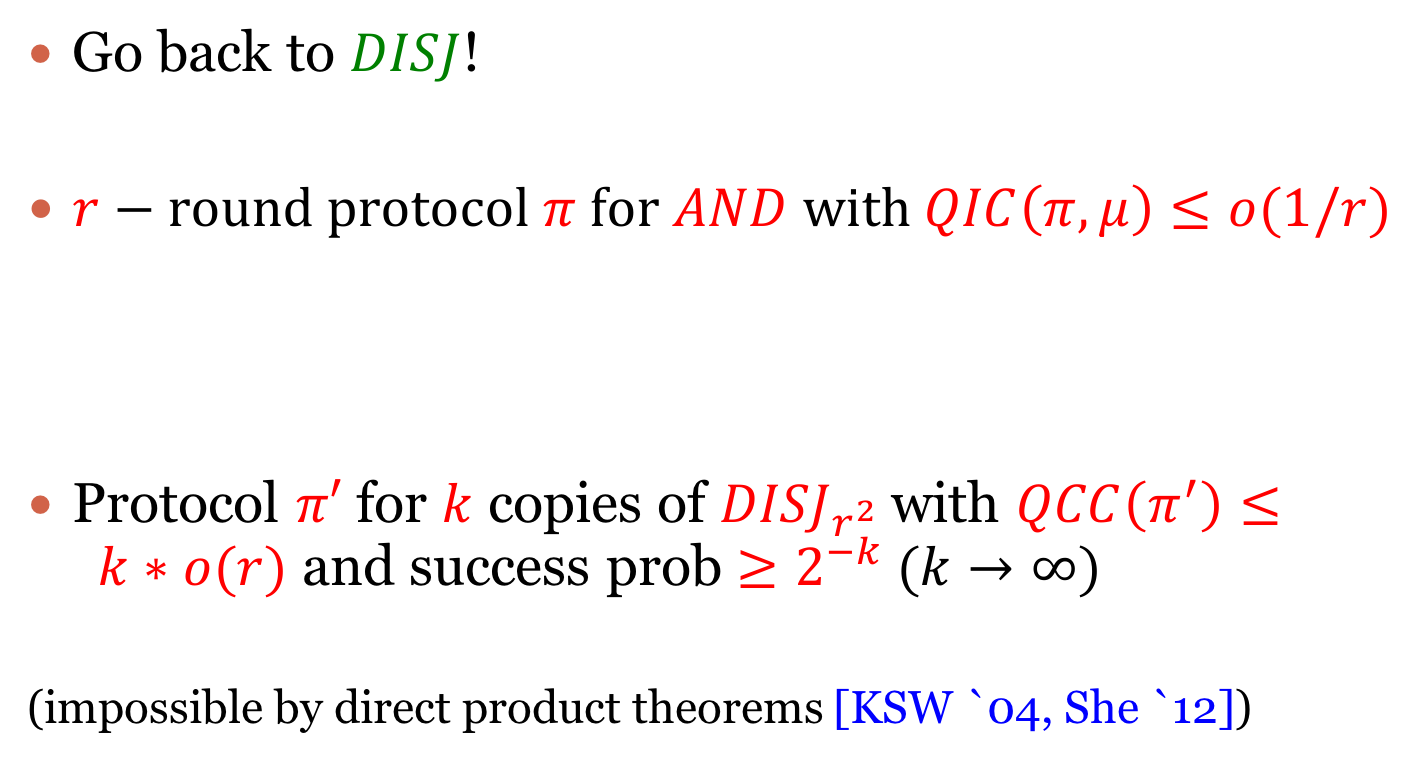 • Go back to DISJ!
• r − round protocol π for AND with QIC(π, μ) ≤ o(1/r)
• Protocol π′ for k copies of DISJ_{r²} with QCC(π′) ≤
k ∗ o(r) and success prob ≥ 2^{−k} (k → ∞)
(impossible by direct product theorems [KSW `04, She `12])